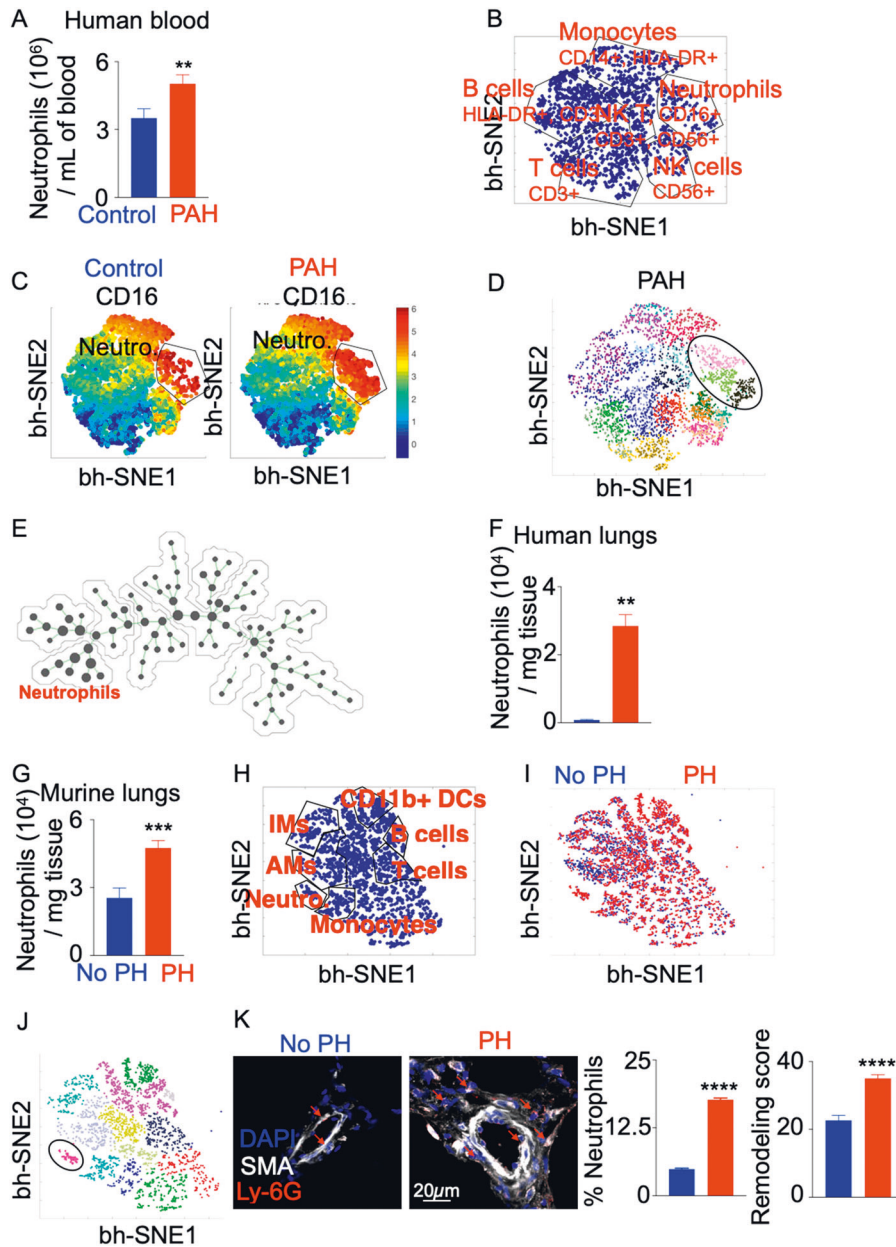 A
Human blood
Neutrophils (10⁶)
/ mL of blood
6
3
0
**
Control
PAH
B
Monocytes
CD14+, HLA-DR+
B cells
Neutrophils
HLA-DR+, CD3-
NK T,
CD16+
CD3+, CD56+
T cells
NK cells
CD3+
CD56+
bh-SNE2
bh-SNE1
C
Control
CD16
Neutro.
bh-SNE2
bh-SNE1
PAH
CD16
Neutro.
bh-SNE2
bh-SNE1
6
5
4
3
2
1
0
D
PAH
bh-SNE2
bh-SNE1
E
Neutrophils
F
Human lungs
Neutrophils (10⁴)
/ mg tissue
4
2
0
**
G
Murine lungs
Neutrophils (10⁴)
/ mg tissue
6
3
0
***
No PH
PH
H
CD11b+ DCs
IMs
B cells
AMs
T cells
Neutro.
Monocytes
bh-SNE2
bh-SNE1
I
No PH
PH
bh-SNE2
bh-SNE1
J
bh-SNE2
bh-SNE1
K
No PH
PH
DAPI
SMA
Ly-6G
20µm
% Neutrophils
25
12.5
0
****
Remodeling score
40
20
0
****